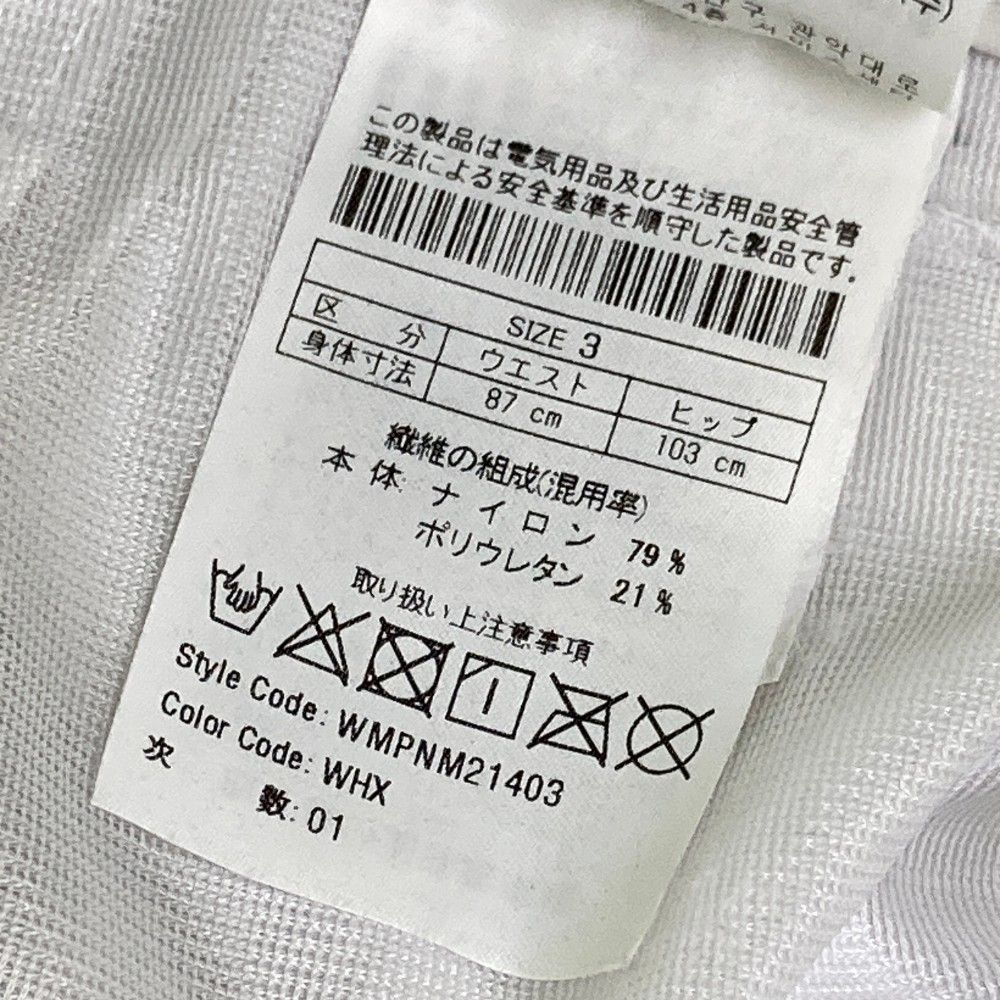 악대로
この製品は電気用品及び生活用品安全管
理法による安全基準を順守した製品です.
SIZE 3
区 分 ウエスト ヒップ
身体寸法 87 cm 103 cm
繊維の組成(混用率)
本体: ナイロン 79 %
ポリウレタン 21 %
取り扱い上注意事項
Style Code: WMPNM21403
Color Code: WHX
次 數: 01